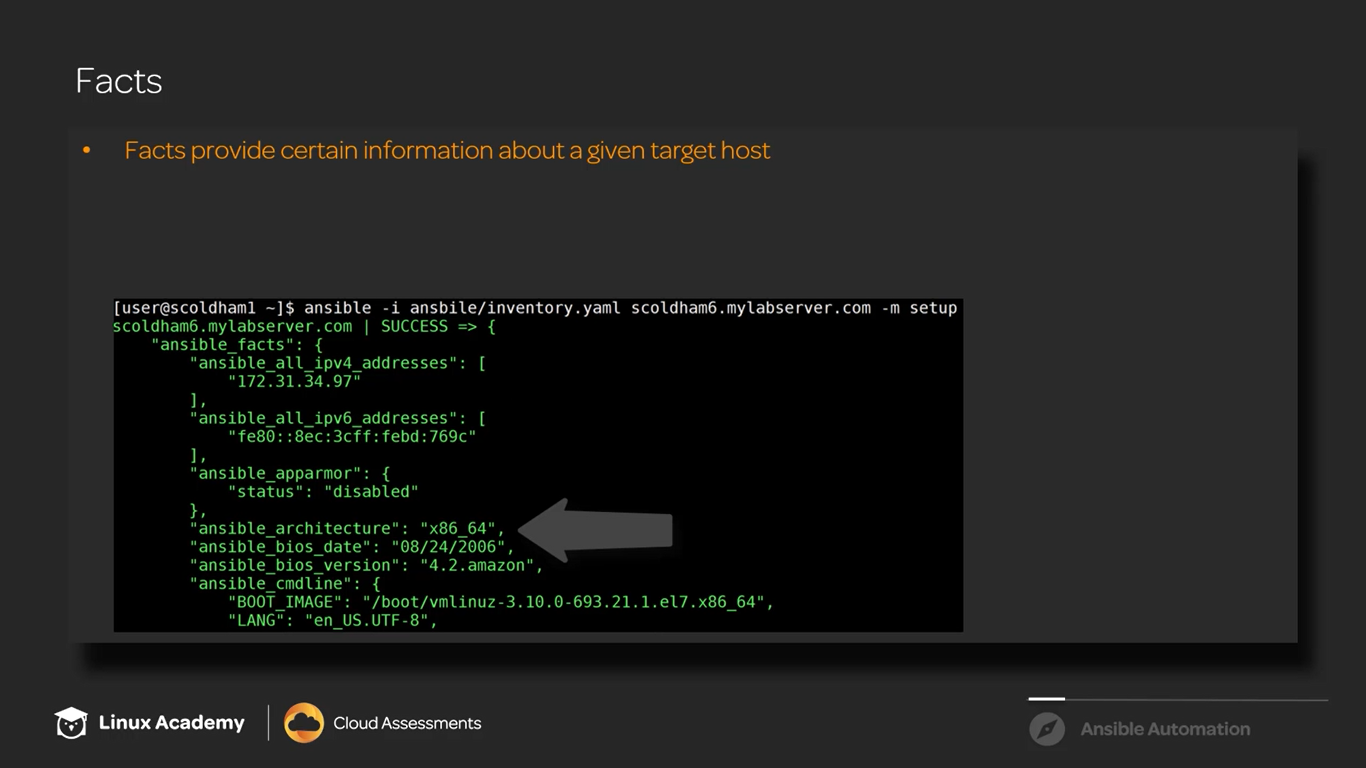 Facts
• Facts provide certain information about a given target host
[user@scoldham1 ~]$ ansible -i ansbile/inventory.yaml scoldham6.mylabserver.com -m setup
scoldham6.mylabserver.com | SUCCESS => {
    "ansible_facts": {
        "ansible_all_ipv4_addresses": [
            "172.31.34.97"
        ],
        "ansible_all_ipv6_addresses": [
            "fe80::8ec:3cff:febd:769c"
        ],
        "ansible_apparmor": {
            "status": "disabled"
        },
        "ansible_architecture": "x86_64",
        "ansible_bios_date": "08/24/2006",
        "ansible_bios_version": "4.2.amazon",
        "ansible_cmdline": {
            "BOOT_IMAGE": "/boot/vmlinuz-3.10.0-693.21.1.el7.x86_64",
            "LANG": "en_US.UTF-8",
Linux Academy
Cloud Assessments
Ansible Automation